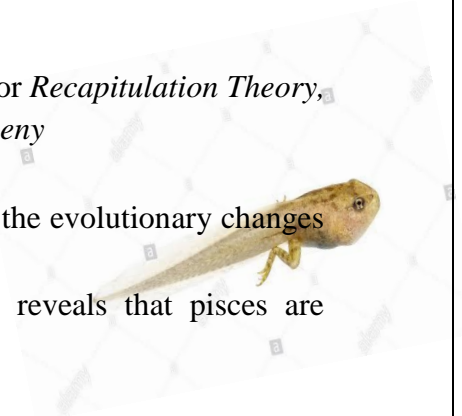 or Recapitulation Theory,
eny
the evolutionary changes
reveals that pisces are